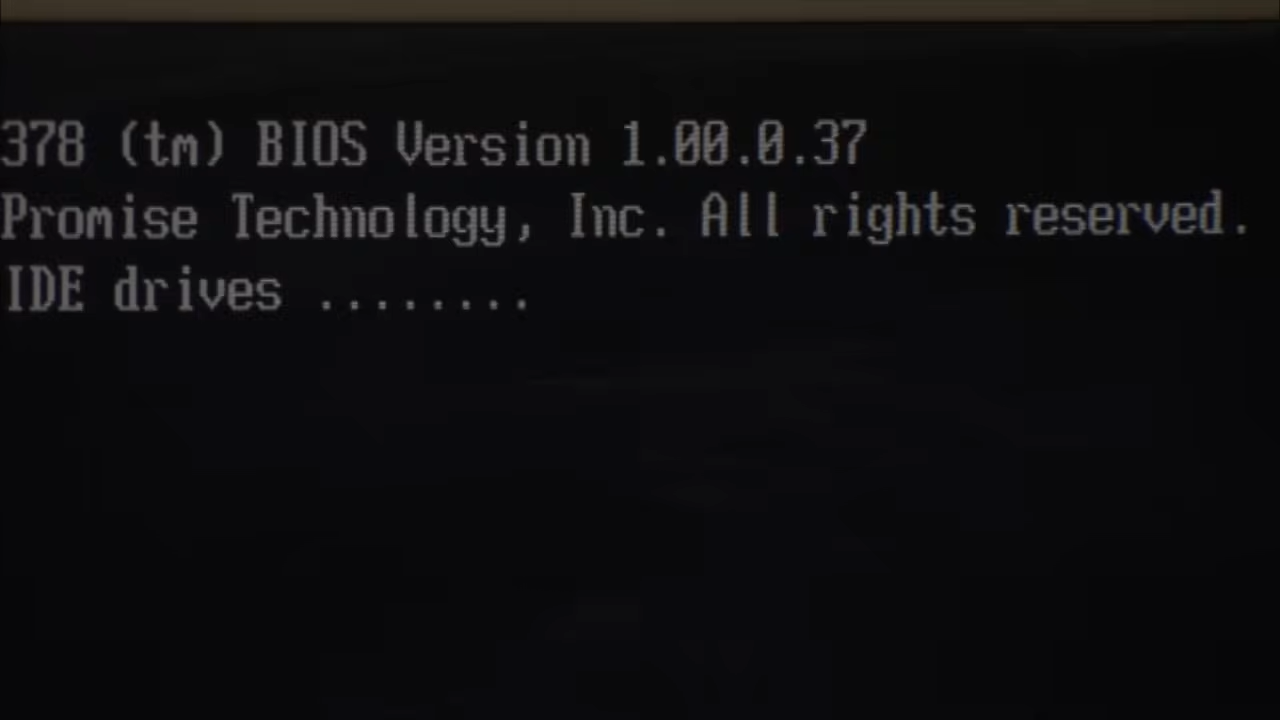 378 (tm) BIOS Version 1.00.0.37
Promise Technology, Inc. All rights reserved.
IDE drives ........